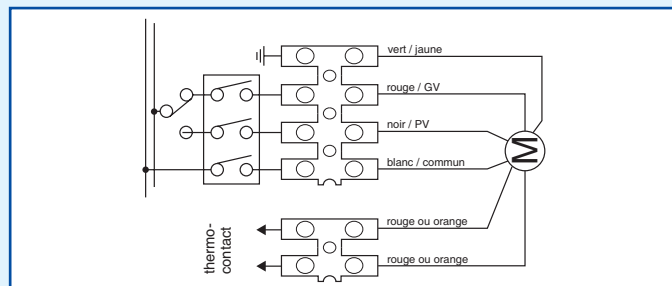 vert / jaune
rouge / GV
noir / PV
blanc / commun
M
rouge ou orange
rouge ou orange
thermo-
contact